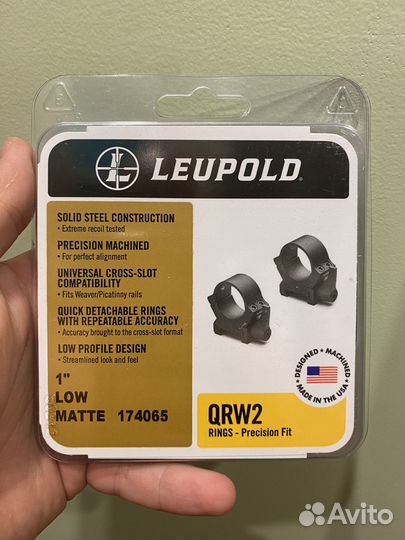 LEUPOLD
SOLID STEEL CONSTRUCTION
• Extreme recoil tested
PRECISION MACHINED
• For perfect alignment
UNIVERSAL CROSS-SLOT
COMPATIBILITY
• Fits Weaver/Picatinny rails
QUICK DETACHABLE RINGS
WITH REPEATABLE ACCURACY
• Accuracy brought to the cross-slot format
LOW PROFILE DESIGN
• Streamlined look and feel
1"
LOW
MATTE 174065
DESIGNED • MACHINED
MADE IN THE USA
QRW2
RINGS - Precision Fit
Avito